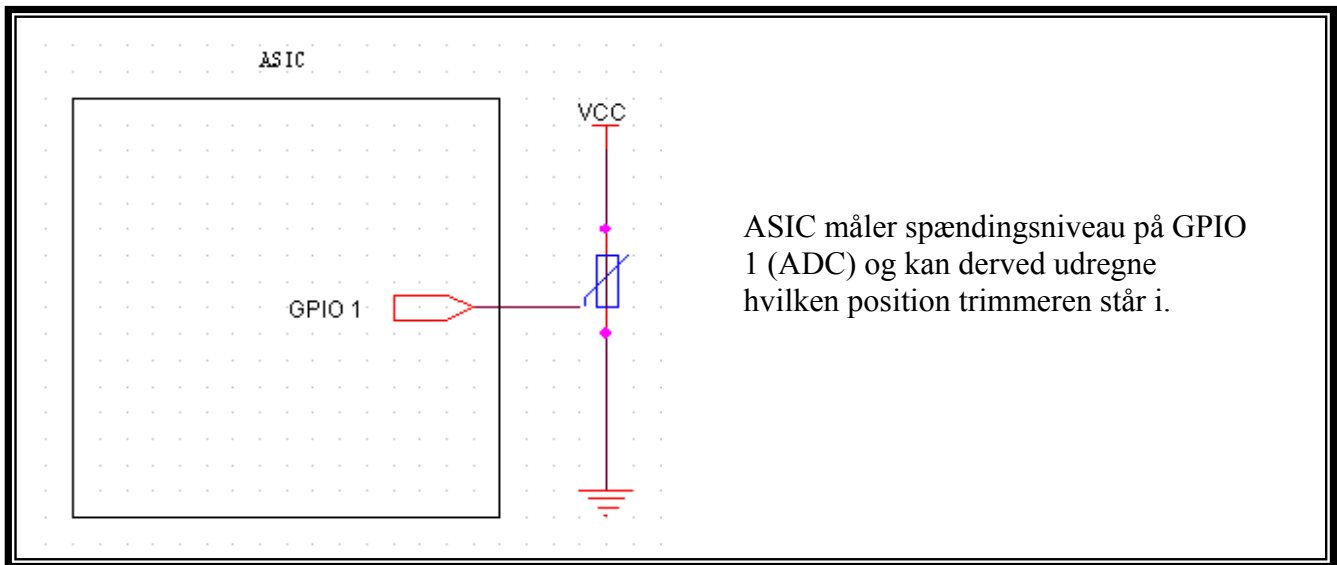 ASIC
VCC
GPIO 1
ASIC måler spændingsniveau på GPIO
1 (ADC) og kan derved udregne
hvilken position trimmeren står i.